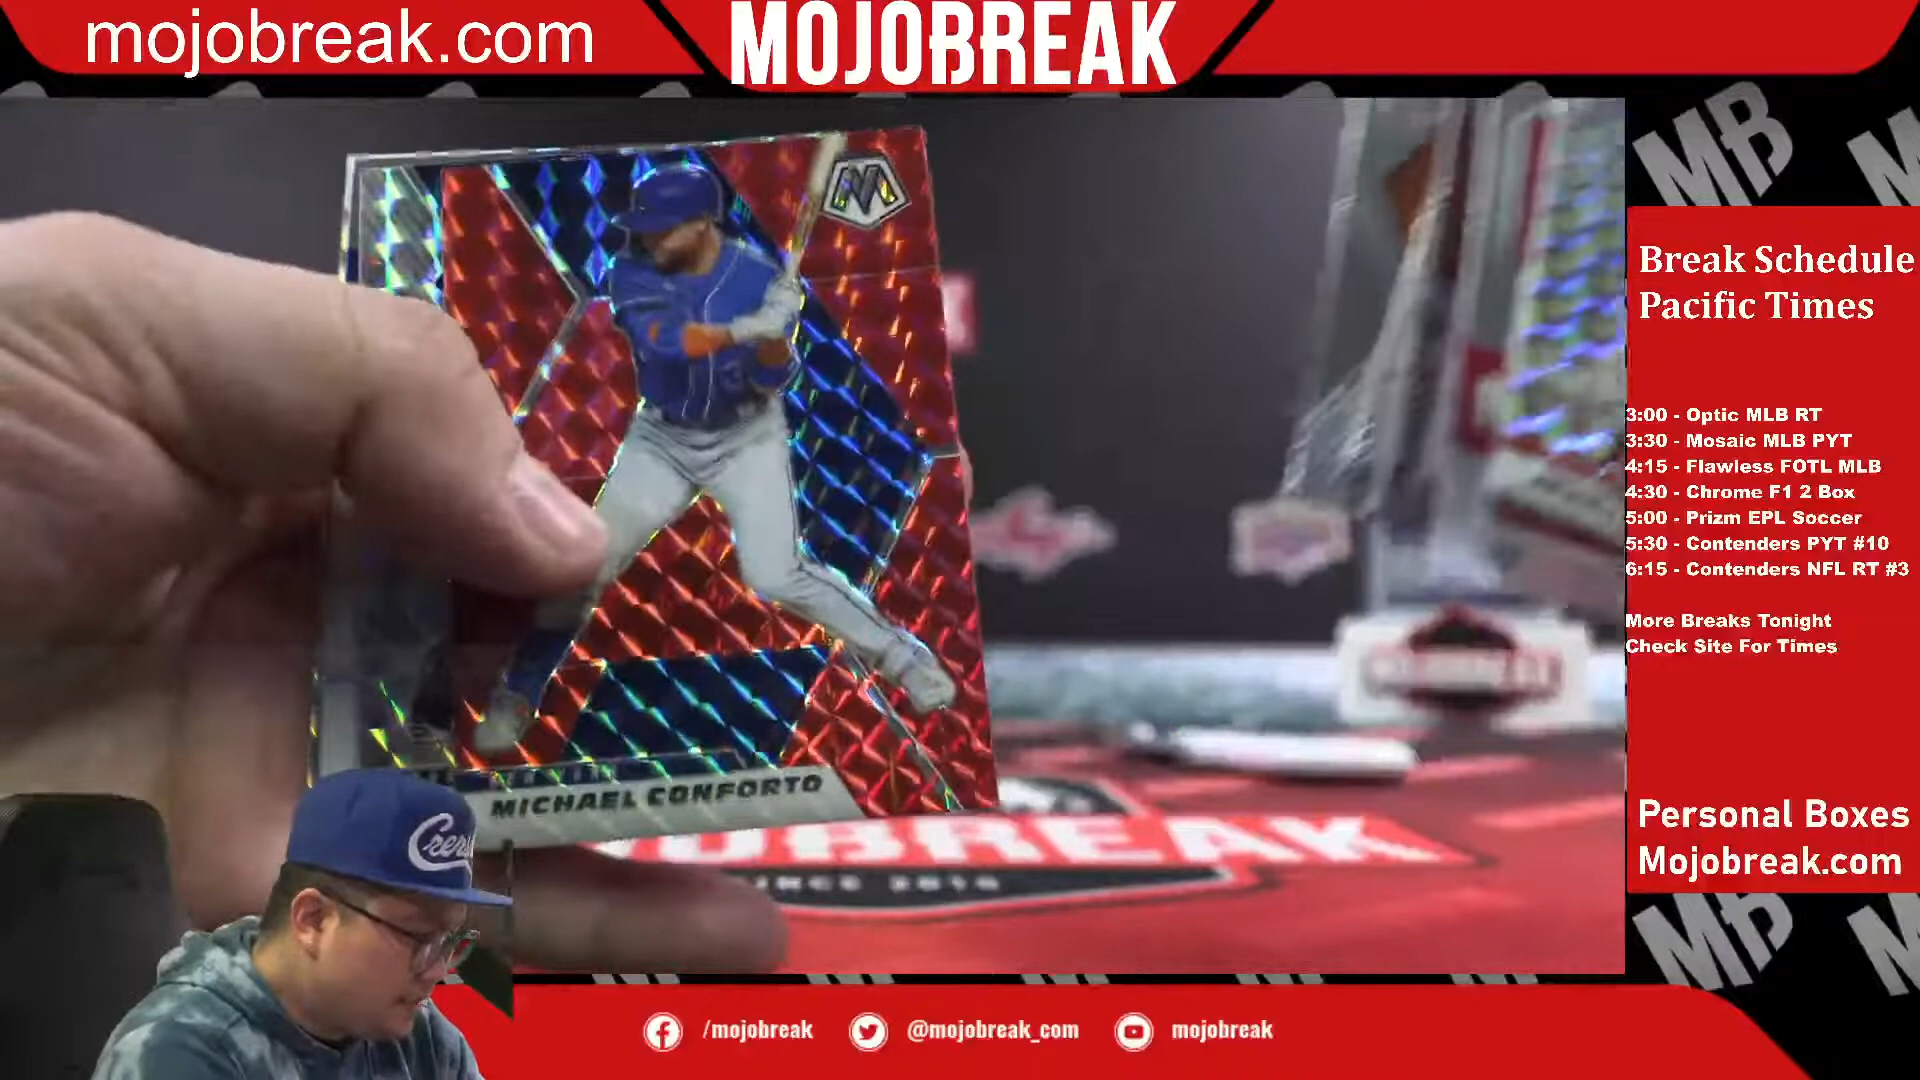 mojobreak.com
MOJOBREAK
MB
M
Break Schedule
Pacific Times
3:00 - Optic MLB RT
3:30 - Mosaic MLB PYT
4:15 - Flawless FOTL MLB
4:30 - Chrome F1 2 Box
5:00 - Prizm EPL Soccer
5:30 - Contenders PYT #10
6:15 - Contenders NFL RT #3
More Breaks Tonight
Check Site For Times
MICHAEL CONFORTO
Personal Boxes
Mojobreak.com
MB
/mojobreak
@mojobreak_com
mojobreak